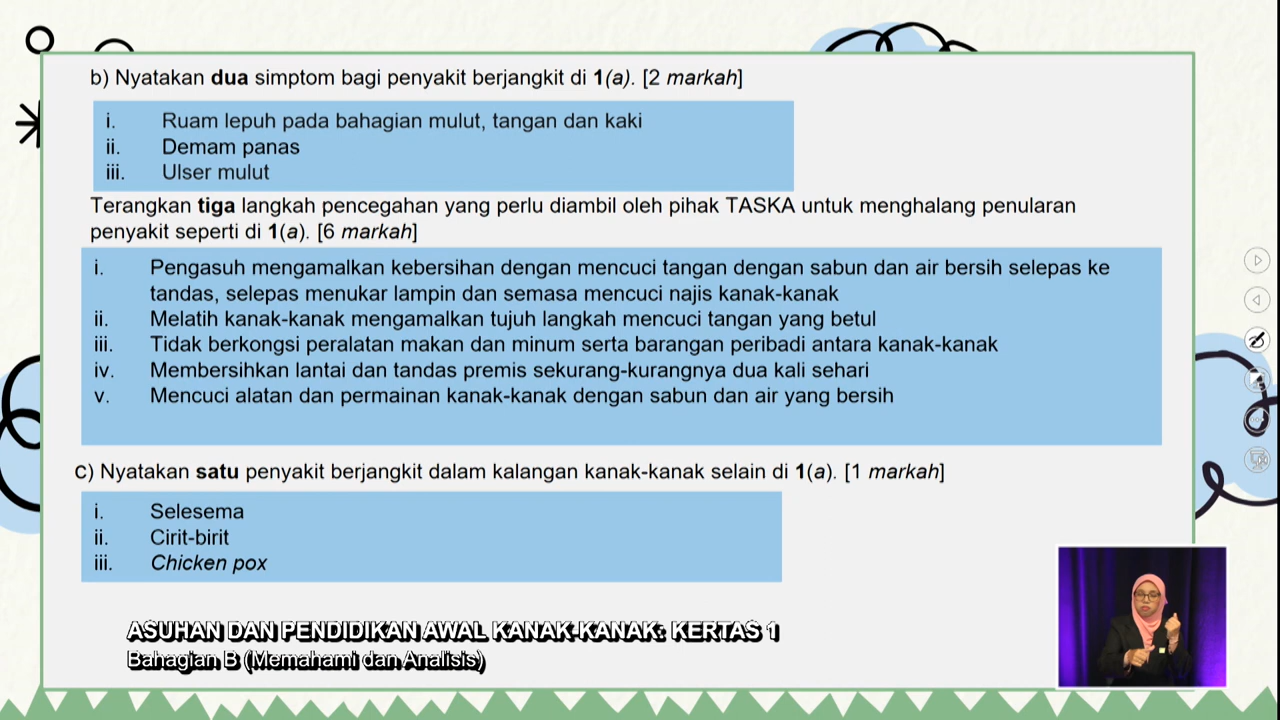 b) Nyatakan dua simptom bagi penyakit berjangkit di 1(a). [2 markah]
i. Ruam lepuh pada bahagian mulut, tangan dan kaki
ii. Demam panas
iii. Ulser mulut
Terangkan tiga langkah pencegahan yang perlu diambil oleh pihak TASKA untuk menghalang penularan
penyakit seperti di 1(a). [6 markah]
i. Pengasuh mengamalkan kebersihan dengan mencuci tangan dengan sabun dan air bersih selepas ke
tandas, selepas menukar lampin dan semasa mencuci najis kanak-kanak
ii. Melatih kanak-kanak mengamalkan tujuh langkah mencuci tangan yang betul
iii. Tidak berkongsi peralatan makan dan minum serta barangan peribadi antara kanak-kanak
iv. Membersihkan lantai dan tandas premis sekurang-kurangnya dua kali sehari
v. Mencuci alatan dan permainan kanak-kanak dengan sabun dan air yang bersih
c) Nyatakan satu penyakit berjangkit dalam kalangan kanak-kanak selain di 1(a). [1 markah]
i. Selesema
ii. Cirit-birit
iii. Chicken pox
ASUHAN DAN PENDIDIKAN AWAL KANAK-KANAK: KERTAS 1
Bahagian B (Memahami dan Analisis)